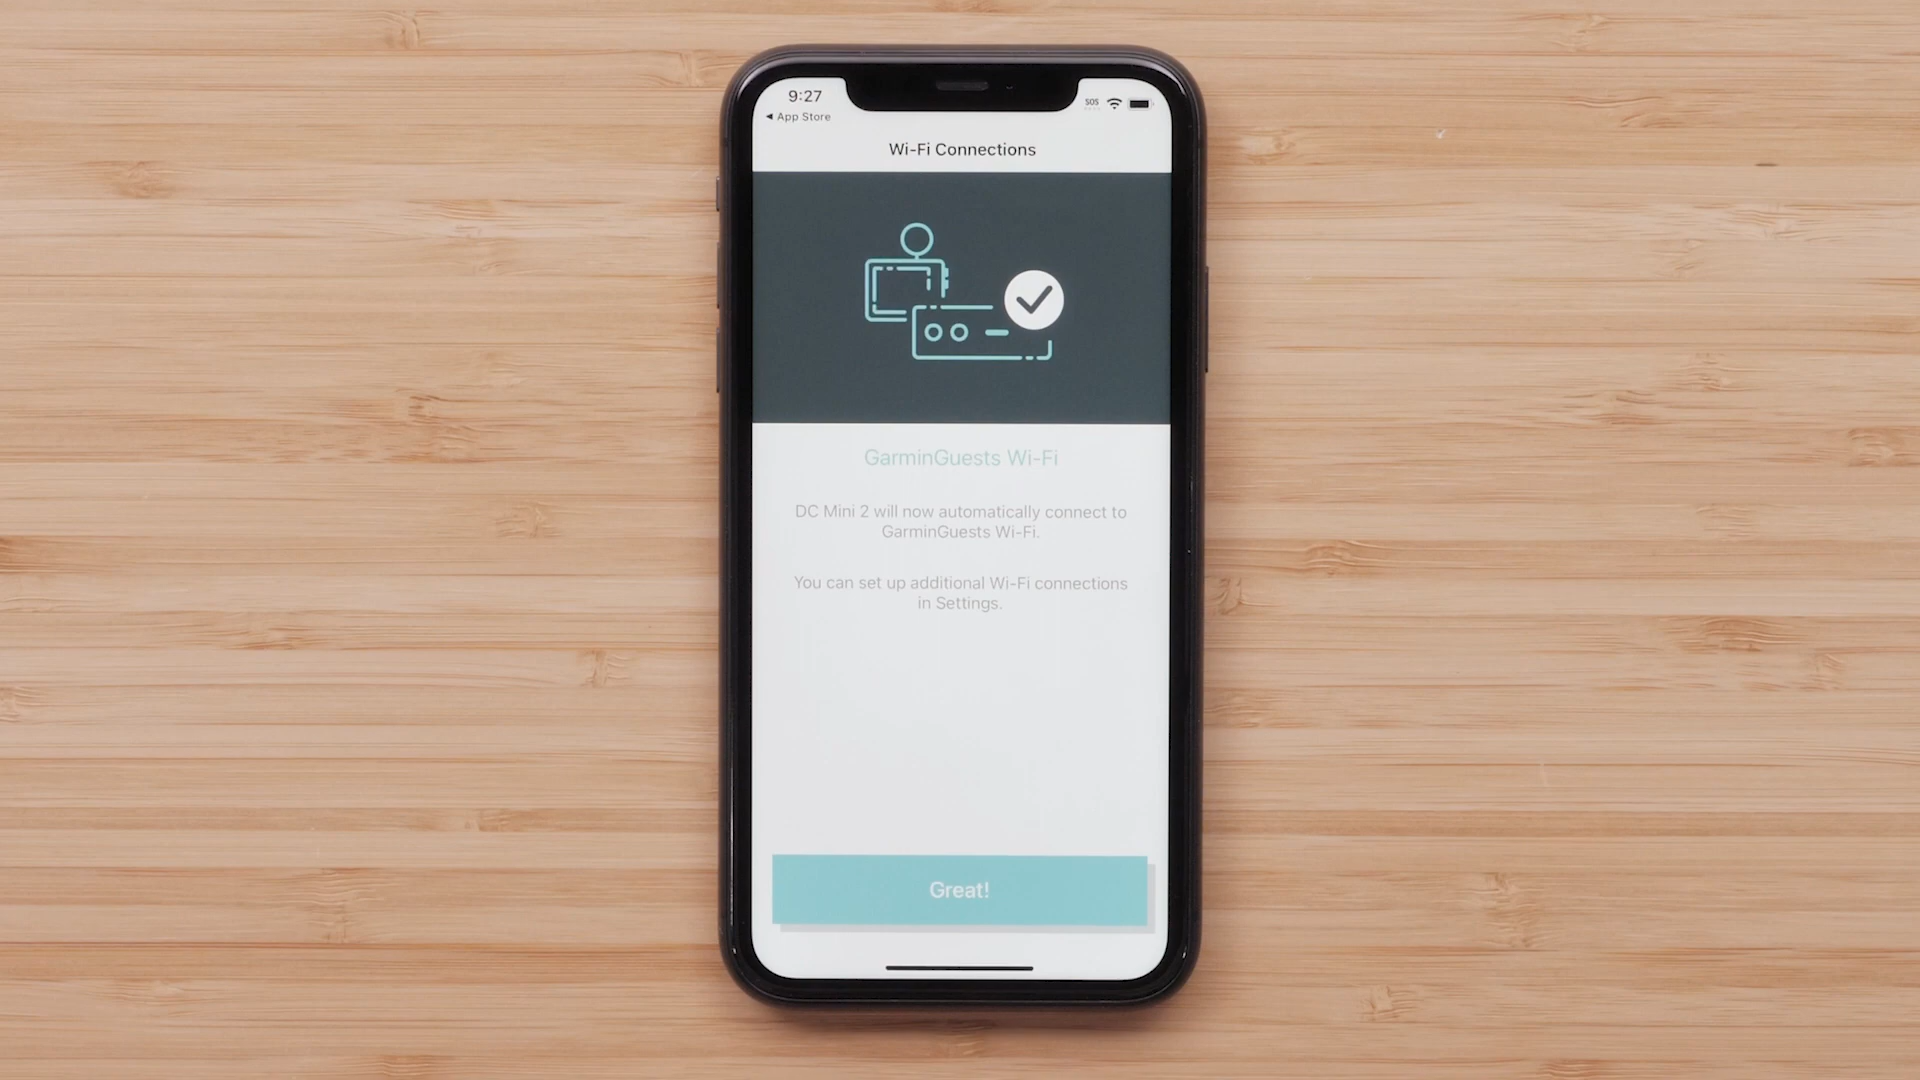 9:27
SOS
◀ App Store
Wi-Fi Connections
GarminGuests Wi-Fi
DC Mini 2 will now automatically connect to
GarminGuests Wi-Fi.
You can set up additional Wi-Fi connections
in Settings.
Great!